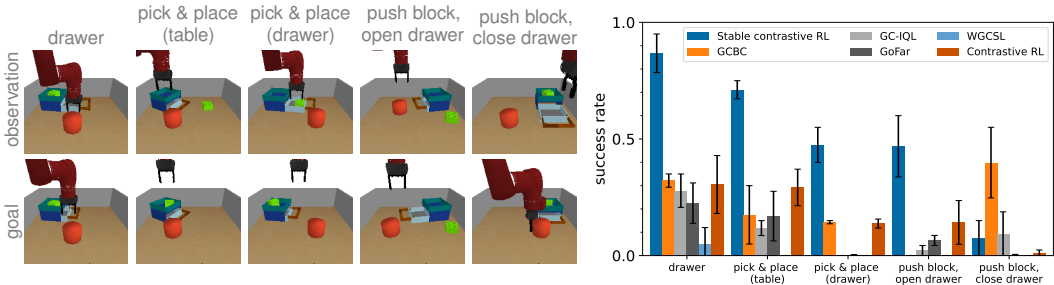 drawer
pick & place
(table)
pick & place
(drawer)
push block,
open drawer
push block,
close drawer
observation
goal
success rate
1.0
0.5
0.0
Stable contrastive RL
GCBC
GC-IQL
GoFar
WGCSL
Contrastive RL
drawer
pick & place
(table)
pick & place
(drawer)
push block,
open drawer
push block,
close drawer